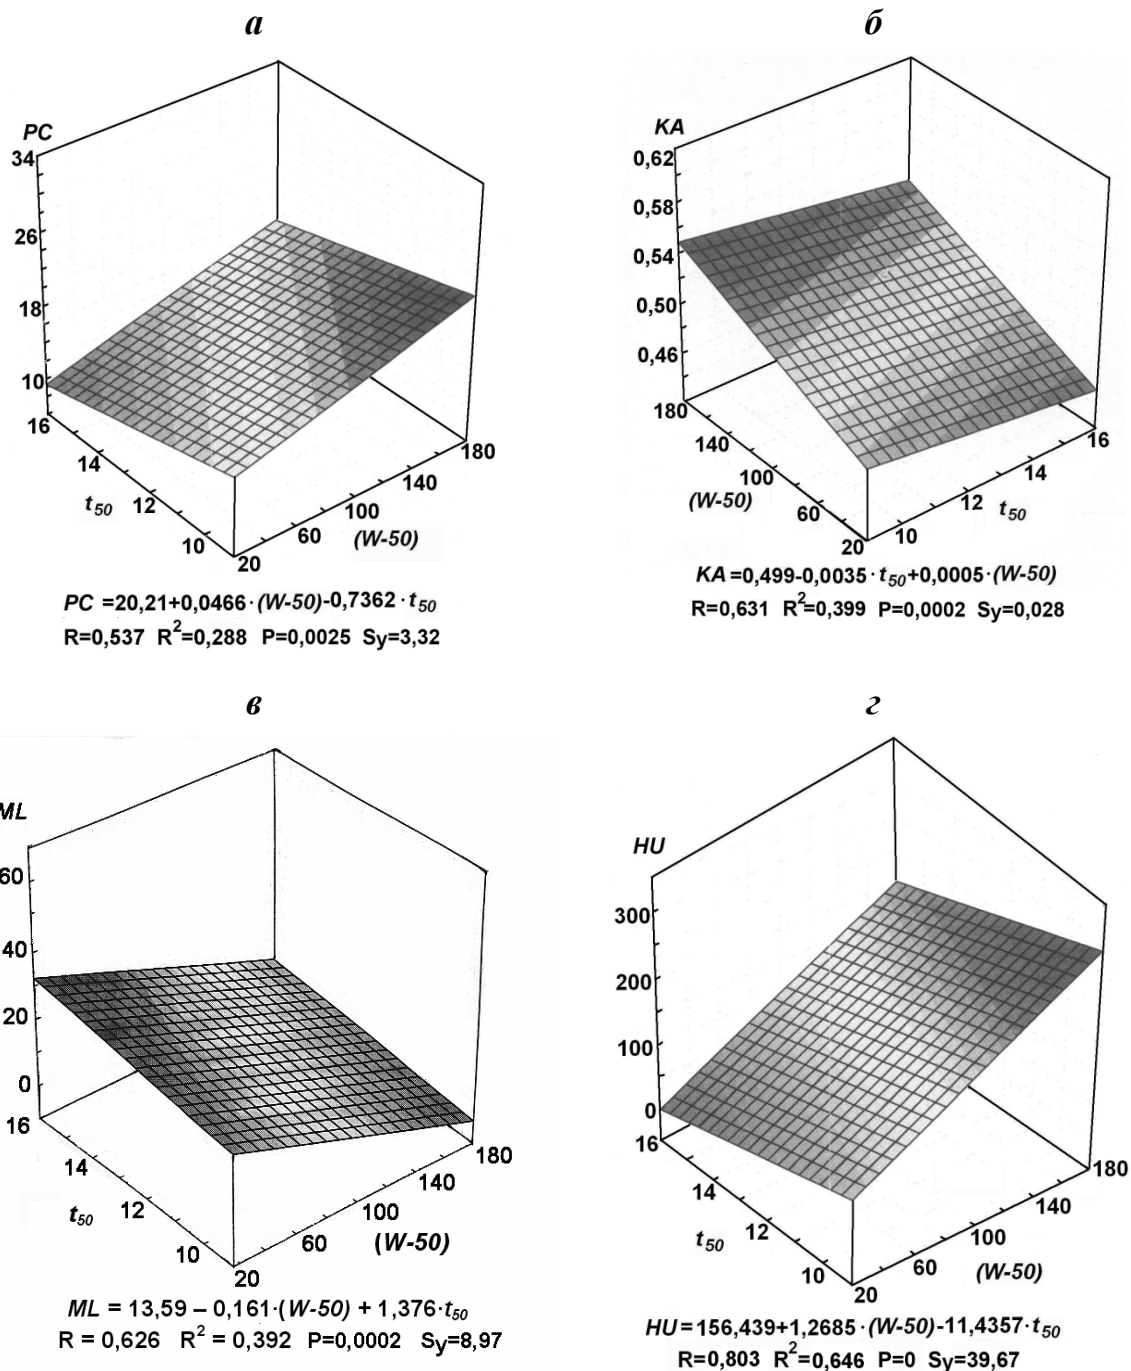 а
PC
34
26
18
10
16
14
12
10
t50
20
60
100
140
180
(W-50)
PC =20,21+0,0466·(W-50)-0,7362·t50
R=0,537 R²=0,288 P=0,0025 Sy=3,32
б
KA
0,62
0,58
0,54
0,50
0,46
180
140
100
60
20
(W-50)
10
12
14
16
t50
KA=0,499-0,0035·t50+0,0005·(W-50)
R=0,631 R²=0,399 P=0,0002 Sy=0,028
в
ML
60
40
20
0
16
14
12
10
t50
20
60
100
140
180
(W-50)
ML = 13,59 – 0,161·(W-50) + 1,376·t50
R = 0,626 R² = 0,392 P=0,0002 Sy=8,97
г
HU
300
200
100
0
16
14
12
10
t50
20
60
100
140
180
(W-50)
HU=156,439+1,2685·(W-50)-11,4357·t50
R=0,803 R²=0,646 P=0 Sy=39,67